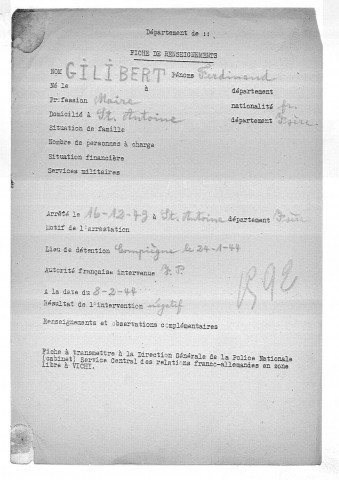 Département de l'
FICHE DE RENSEIGNEMENTS
NOM GILIBERT Prénoms Ferdinand
Né le à département
Profession Maire nationalité fr.
Domicilié à St. Antoine département Isère.
Situation de famille
Nombre de personnes à charge
Situation financière
Services militaires
Arrêté le 16-12-43 à St. Antoine département Isère
Motif de l'arrestation
Lieu de détention Compiègne le 24-1-44
Autorité française intervenue
A la date du 8-2-44
Résultat de l'intervention Négatif
Renseignements et observations complémentaires
Fiche à transmettre à la Direction Générale de la Police Nationale
(cabinet) Service Central des relations franco-allemandes en zone
libre à VICHY.